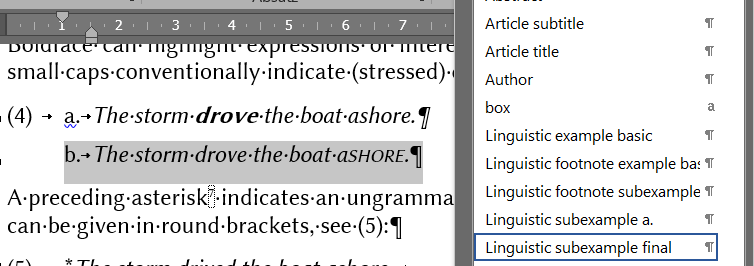 1 2 3 4 5 6 7
Boldface can highlight expressions of
small caps conventionally indicate (stressed)
(4) a. The storm drove the boat ashore.¶
b. The storm drove the boat aSHORE.¶
A preceding asterisk7 indicates an ungramma
can be given in round brackets, see (5):¶
(5) *The storm drived the boat ashore.
Article subtitle ¶
Article title ¶
Author ¶
box a
Linguistic example basic ¶
Linguistic footnote example bas ¶
Linguistic footnote subexample ¶
Linguistic subexample a. ¶
Linguistic subexample final ¶